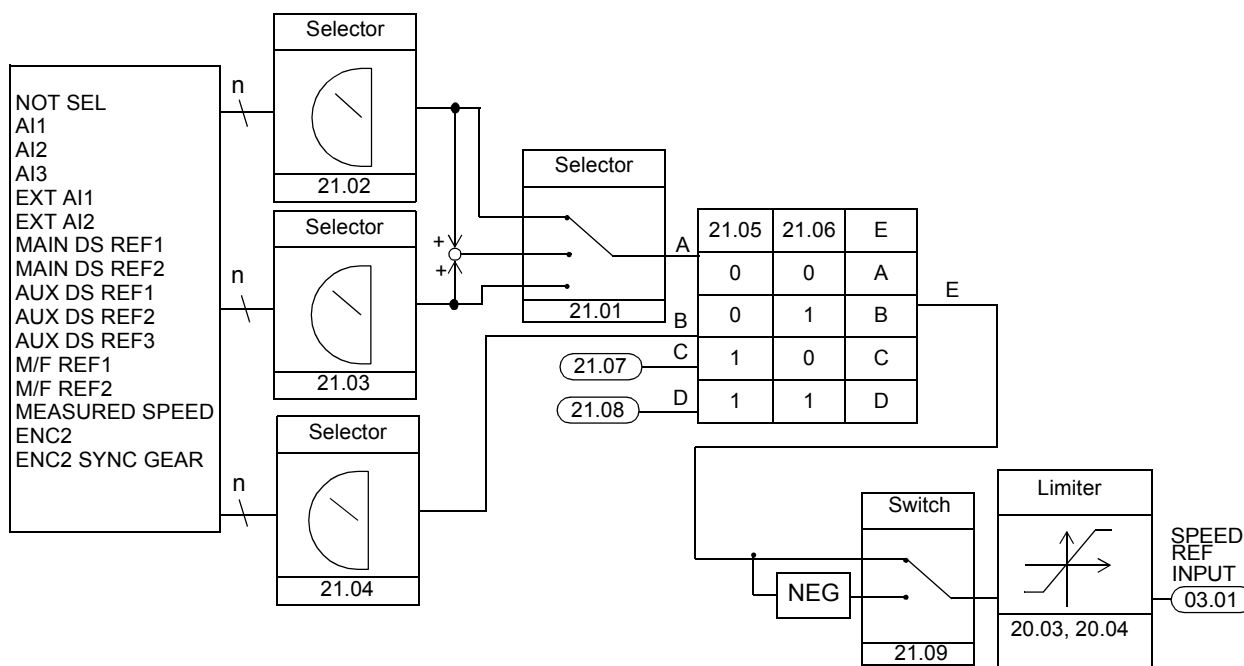 Selector
n
NOT SEL
AI1
AI2
AI3
EXT AI1
EXT AI2
MAIN DS REF1
MAIN DS REF2
AUX DS REF1
AUX DS REF2
AUX DS REF3
M/F REF1
M/F REF2
MEASURED SPEED
ENC2
ENC2 SYNC GEAR
21.02
Selector
n
21.03
Selector
n
21.04
+
+
Selector
21.01
A
B
C
D
21.07
21.08
21.05 21.06 E
0 0 A
0 1 B
1 0 C
1 1 D
E
NEG
Switch
21.09
Limiter
20.03, 20.04
SPEED
REF
INPUT
03.01